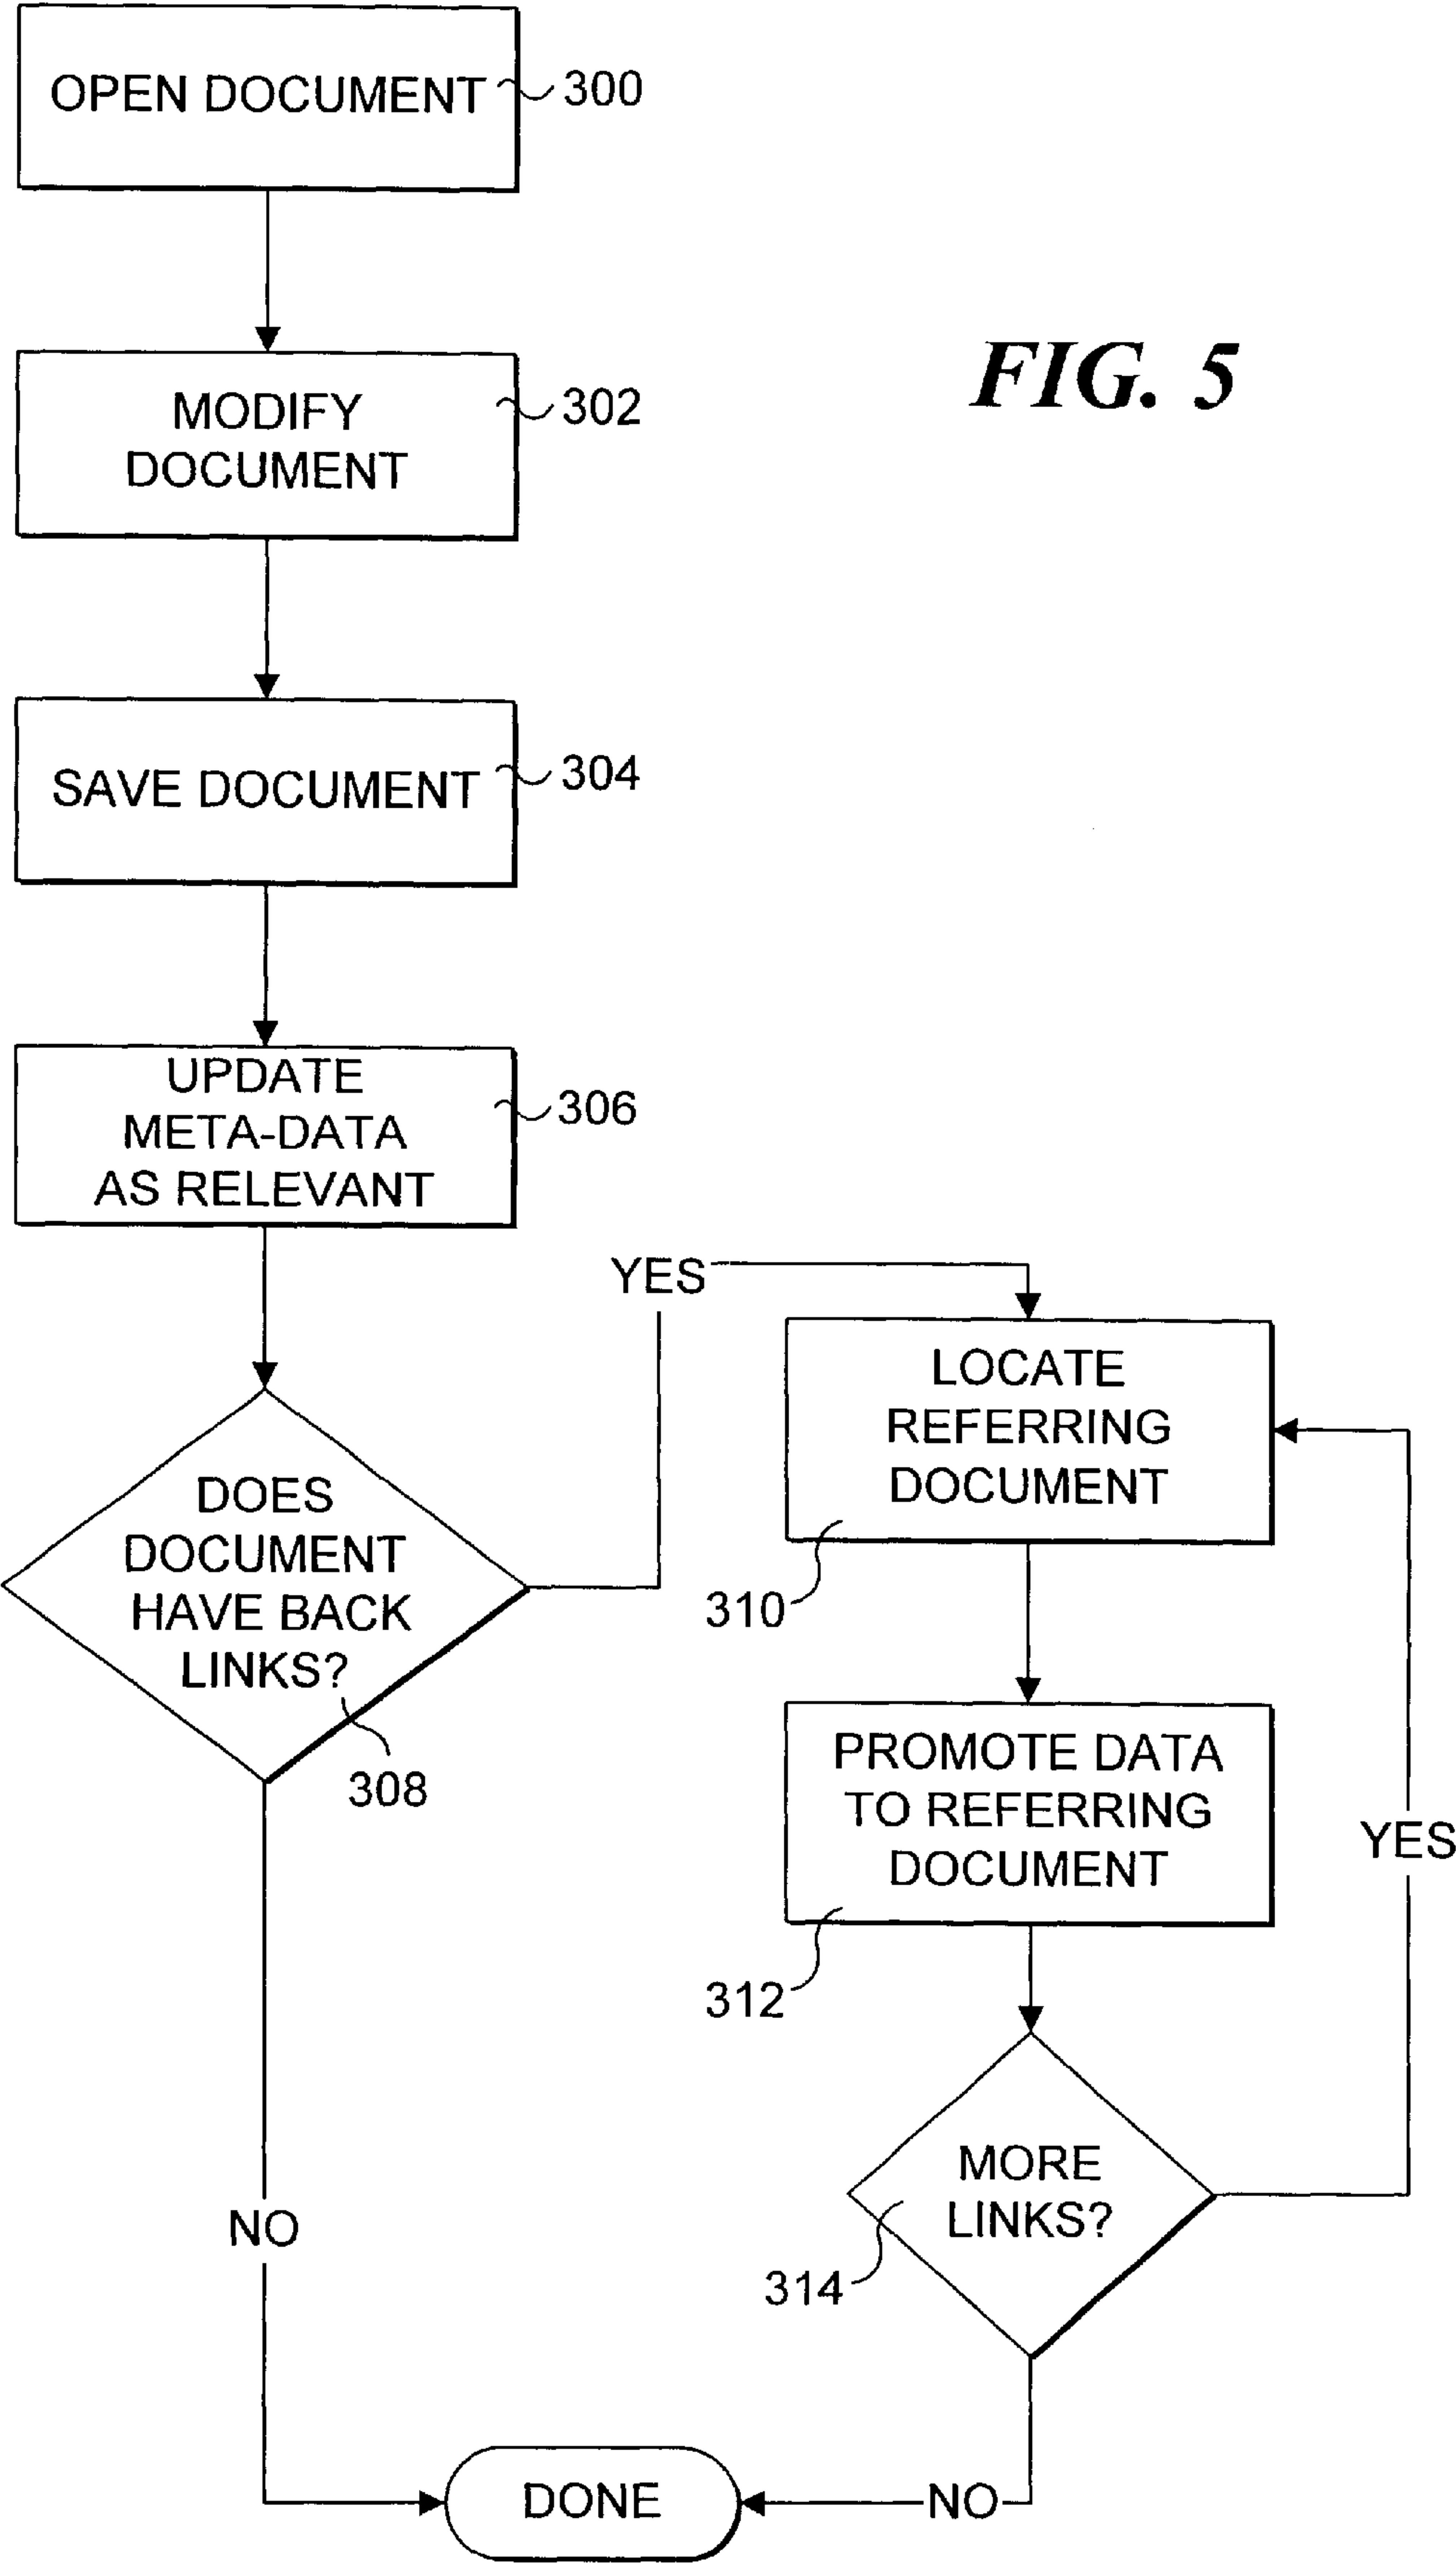 OPEN DOCUMENT
300
FIG. 5
MODIFY
DOCUMENT
302
SAVE DOCUMENT
304
UPDATE
META-DATA
AS RELEVANT
306
YES
DOES
DOCUMENT
HAVE BACK
LINKS?
308
LOCATE
REFERRING
DOCUMENT
310
PROMOTE DATA
TO REFERRING
DOCUMENT
312
YES
MORE
LINKS?
314
NO
DONE
NO